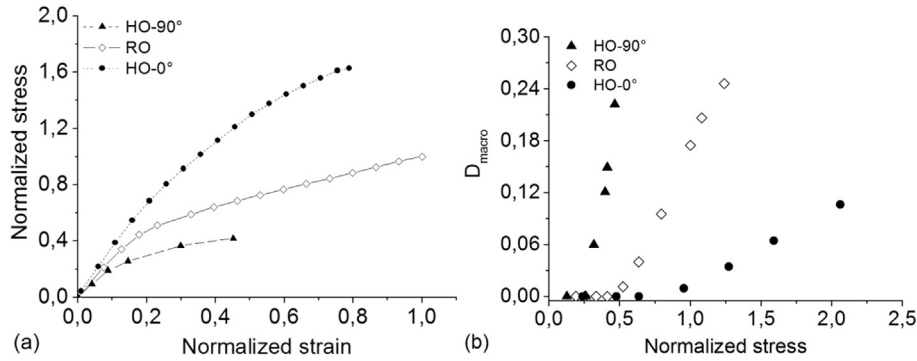 HO-90°
RO
HO-0°
Normalized stress
2,0
1,6
1,2
0,8
0,4
0,0
0,0 0,2 0,4 0,6 0,8 1,0
Normalized strain
(a)
HO-90°
RO
HO-0°
D_macro
0,30
0,24
0,18
0,12
0,06
0,00
0,0 0,5 1,0 1,5 2,0 2,5
Normalized stress
(b)